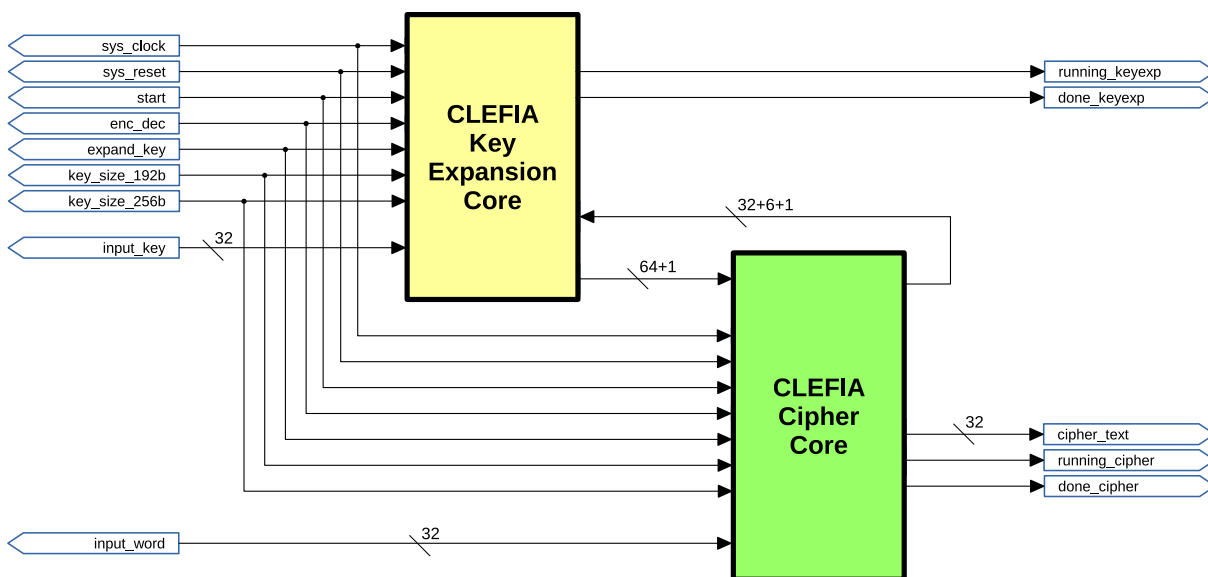 sys_clock
sys_reset
start
enc_dec
expand_key
key_size_192b
key_size_256b
input_key
32
CLEFIA
Key
Expansion
Core
running_keyexp
done_keyexp
32+6+1
64+1
CLEFIA
Cipher
Core
32
cipher_text
running_cipher
done_cipher
input_word
32